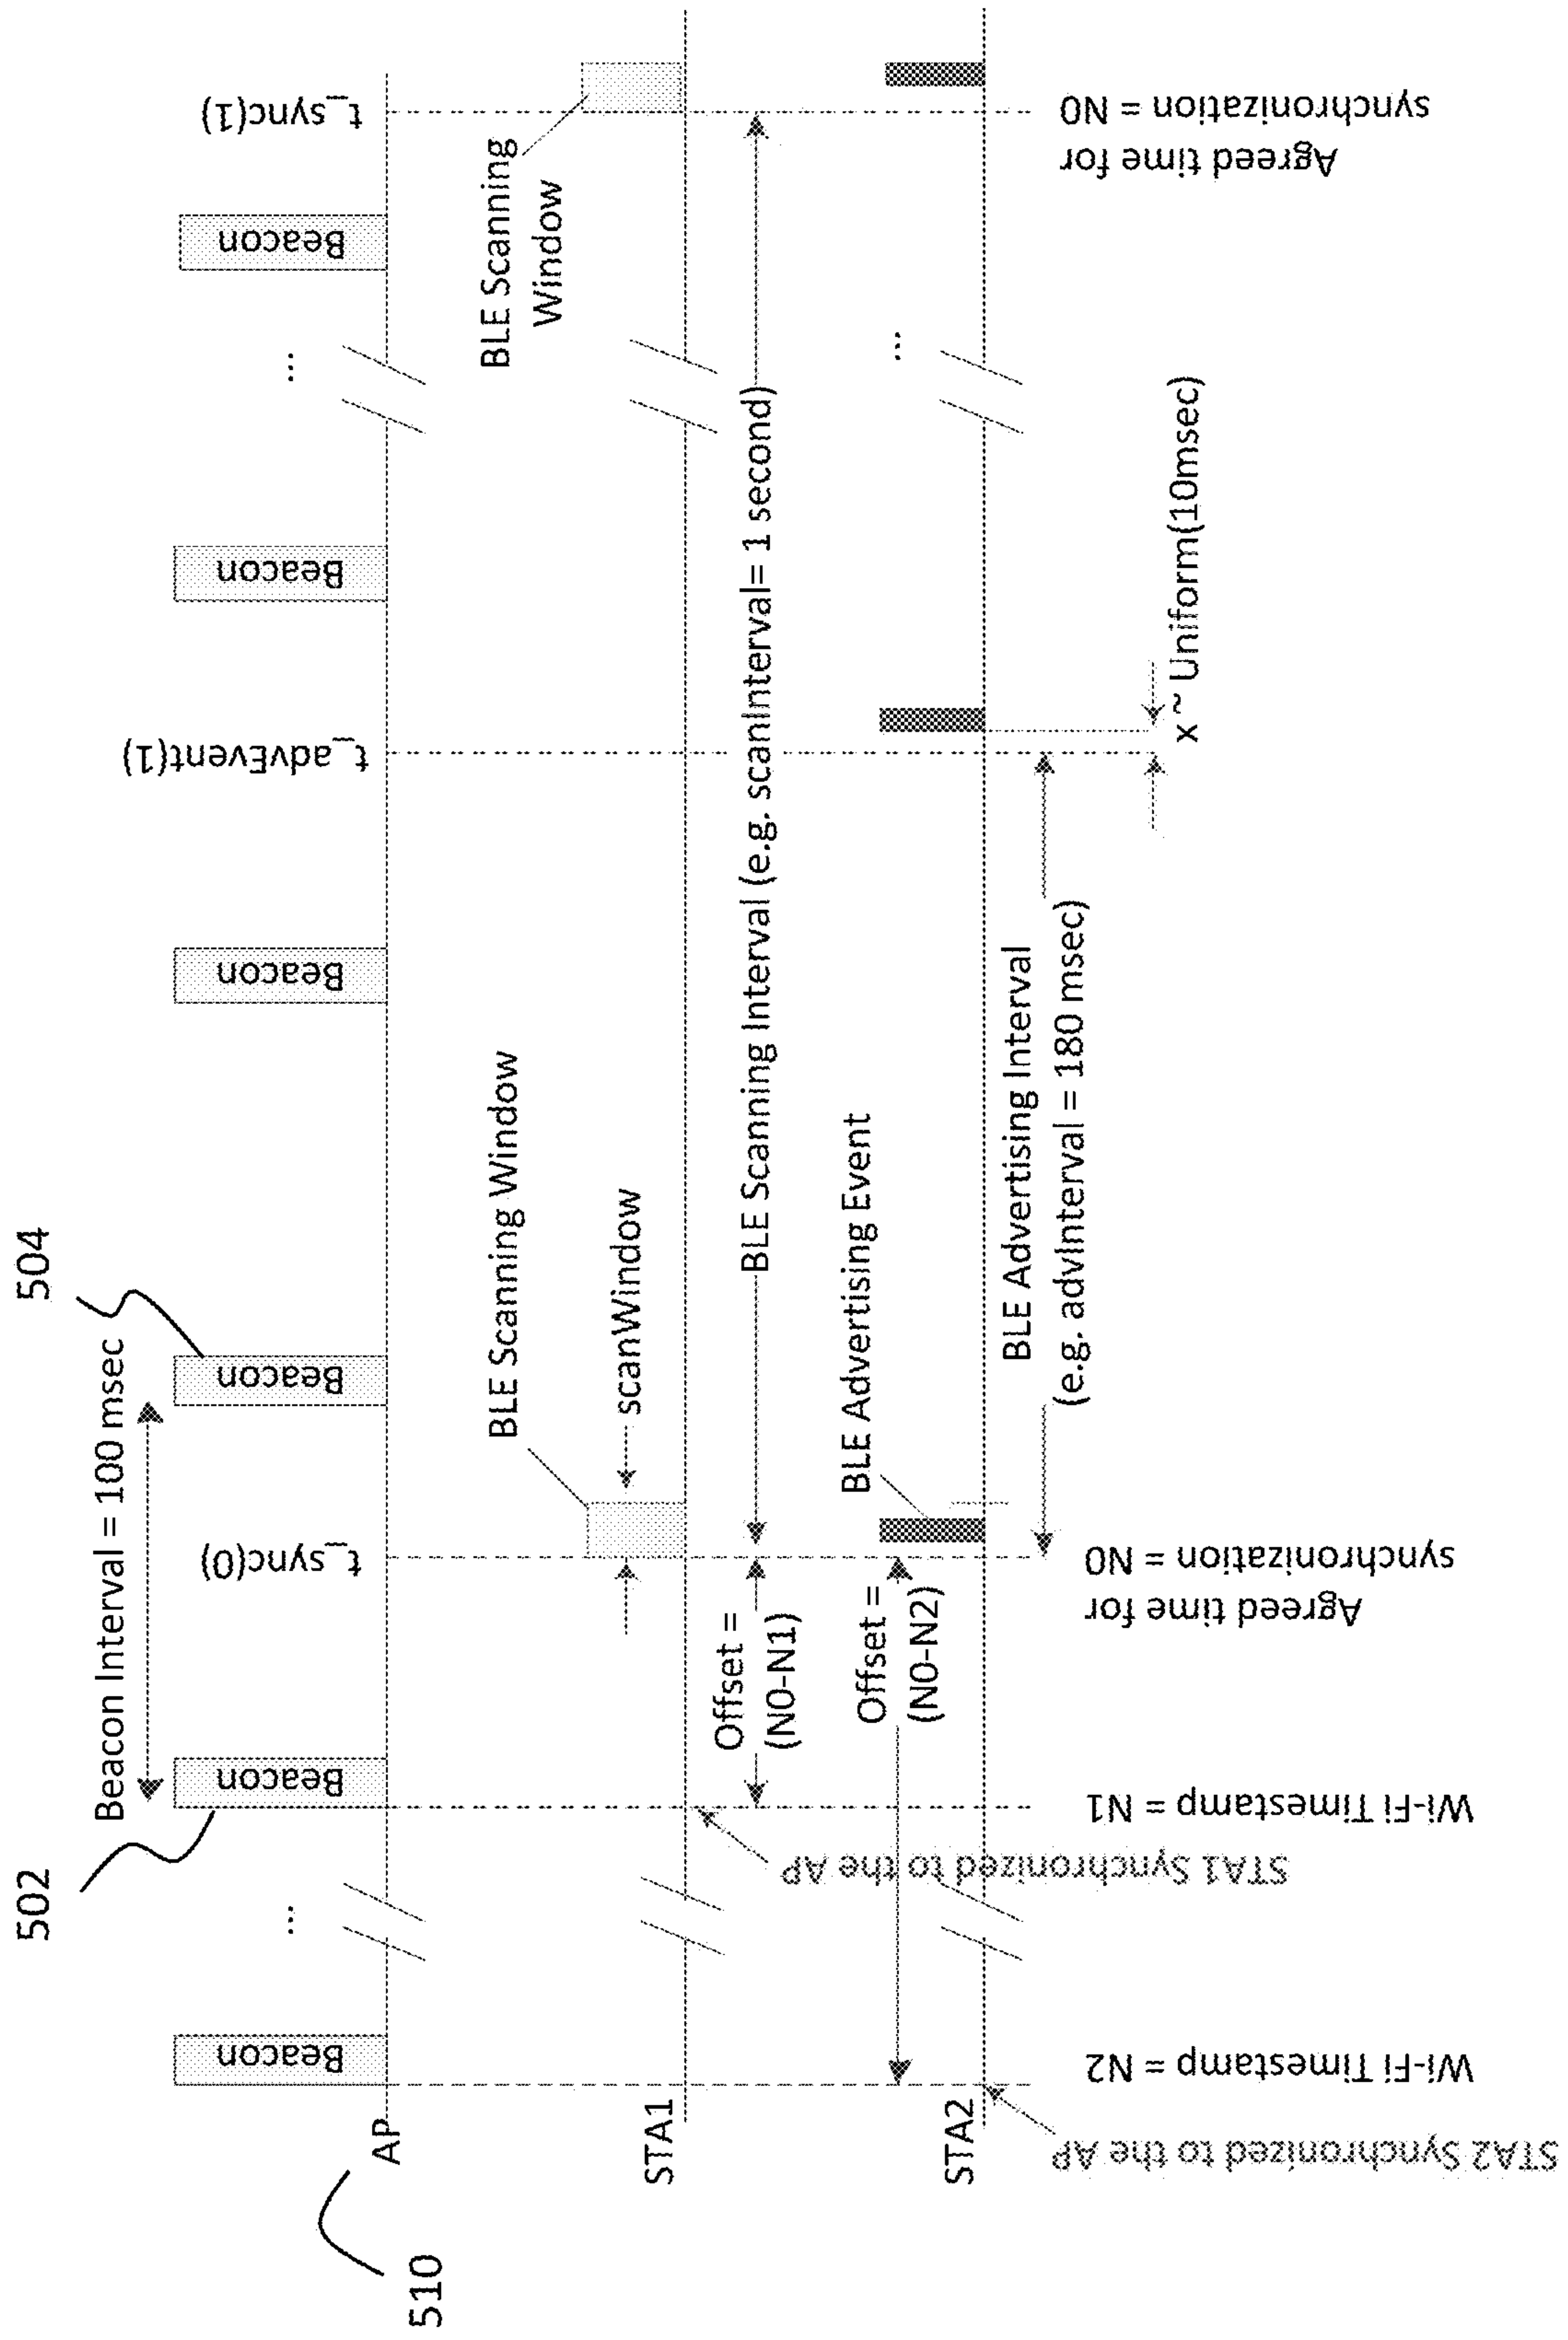 504
502
Beacon Interval = 100 msec
t_sync(0)
t_advEvent(1)
t_sync(1)
Beacon
...
Beacon
Beacon
Beacon
Beacon
...
Beacon
510
AP
BLE Scanning Window
scanWindow
BLE Scanning
Window
STA1
STA1 Synchronized to the AP
Offset =
(N0-N1)
BLE Scanning Interval (e.g. scanInterval= 1 second)
Offset =
(N0-N2)
BLE Advertising Event
...
STA2
STA2 Synchronized to the AP
BLE Advertising Interval
(e.g. advInterval = 180 msec)
x ~ Uniform(10msec)
Wi-Fi Timestamp = N2
Wi-Fi Timestamp = N1
Agreed time for
synchronization = N0
Agreed time for
synchronization = N0